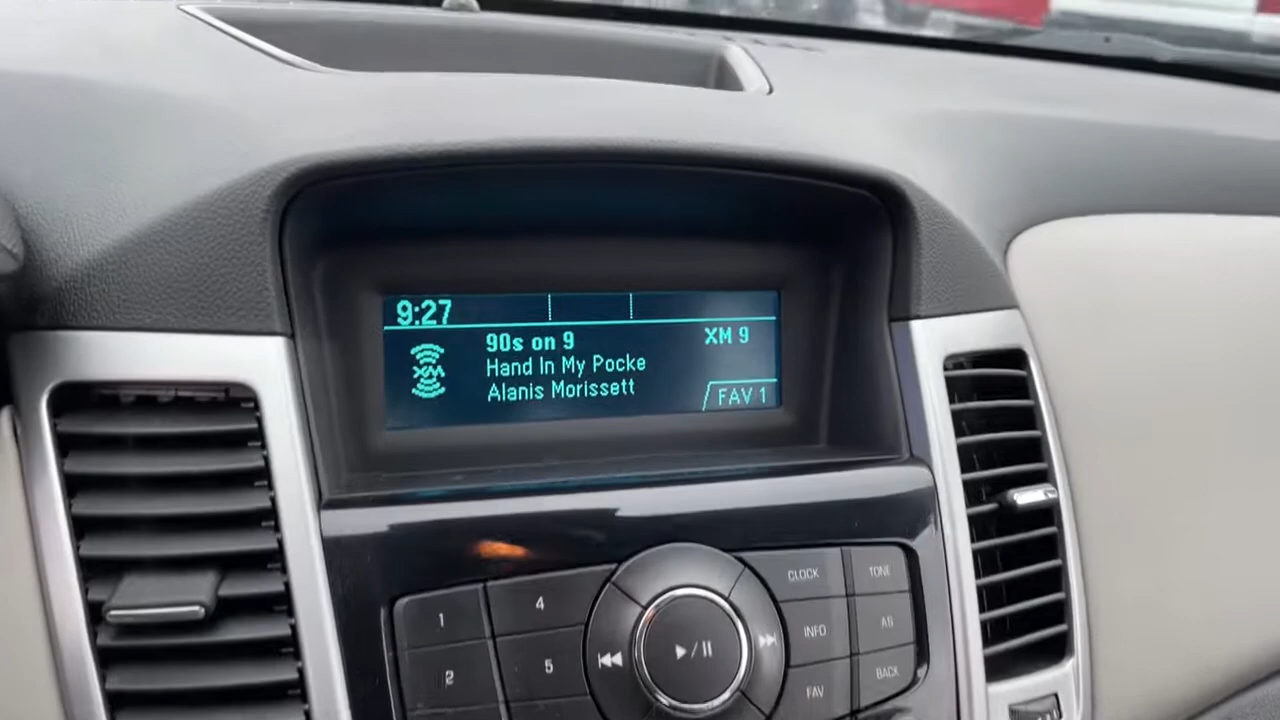 9:27
90s on 9 XM 9
XM Hand In My Pocke
Alanis Morissett
FAV 1
1 4 CLOCK TONE
2 5 INFO AS
FAV BACK